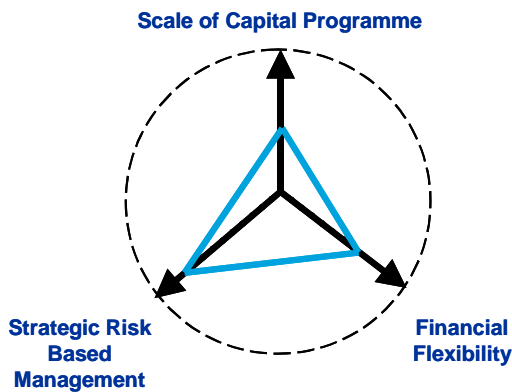 Scale of Capital Programme
Strategic Risk
Based
Management
Financial
Flexibility